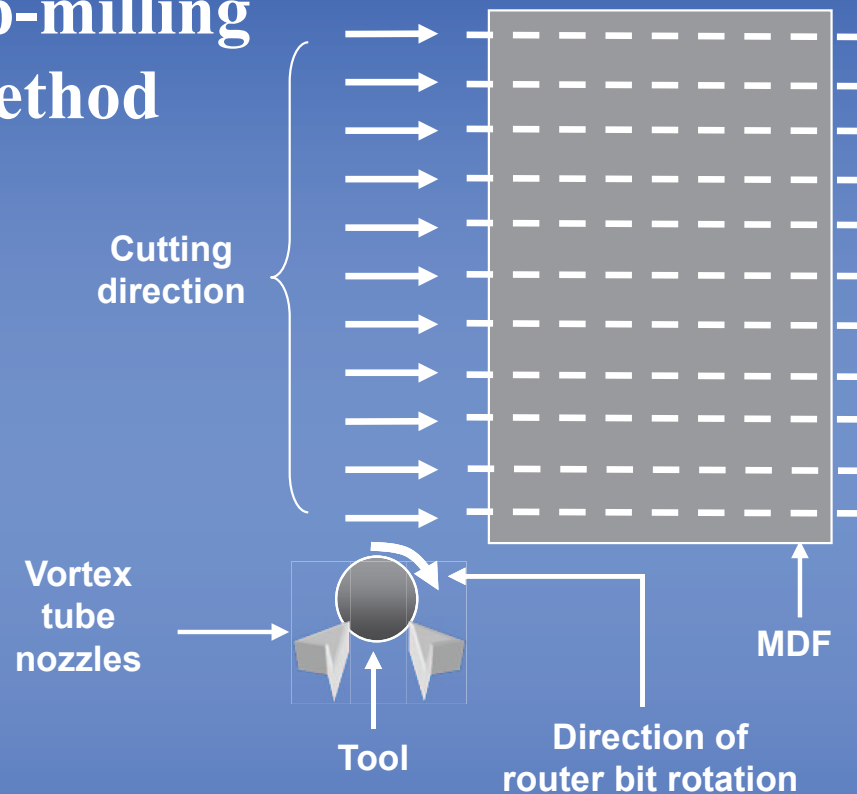 -milling
ethod
Cutting
direction
Vortex
tube
nozzles
MDF
Tool
Direction of
router bit rotation